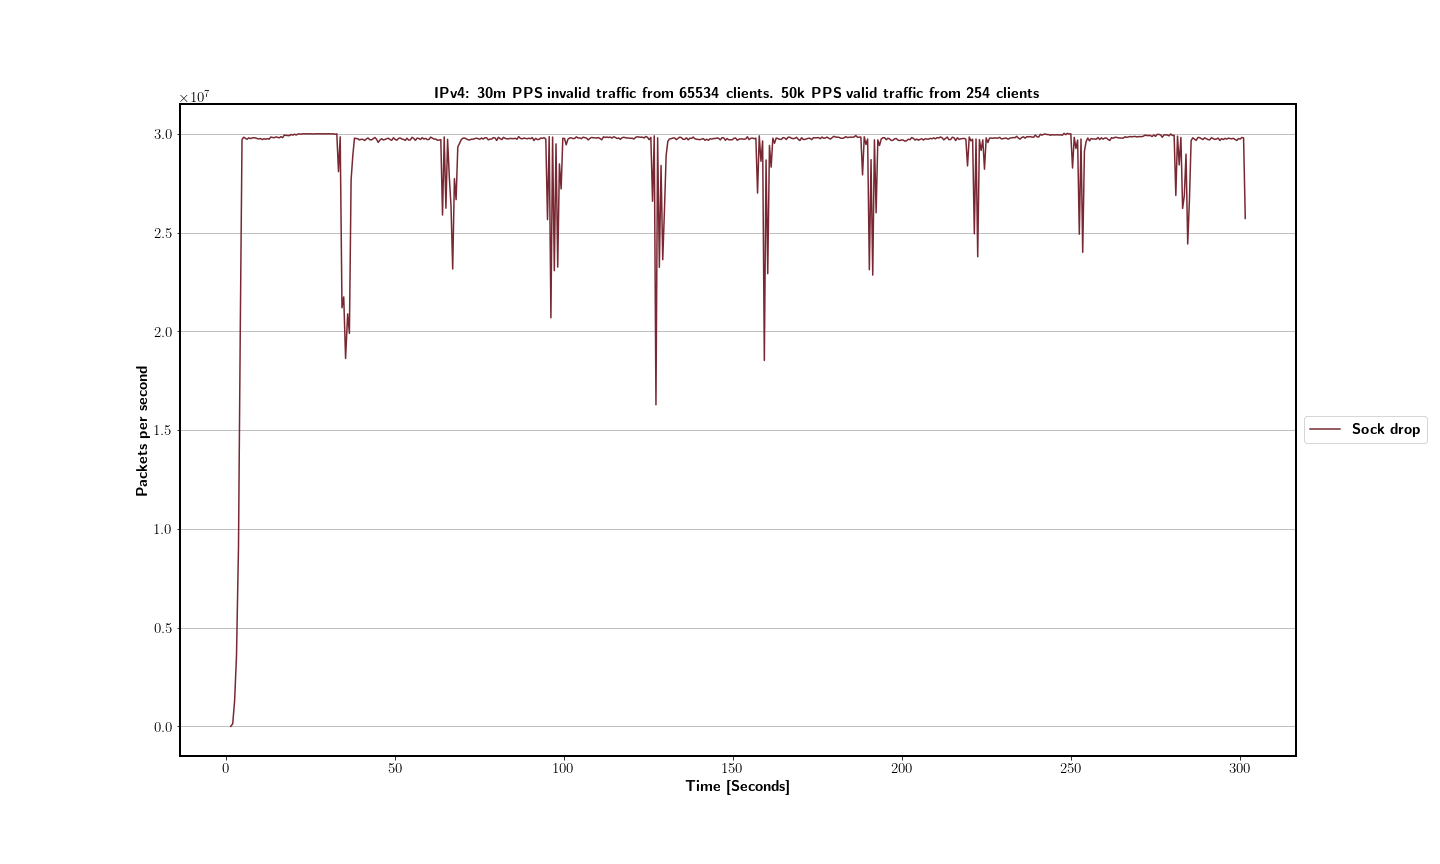 IPv4: 30m PPS invalid traffic from 65534 clients. 50k PPS valid traffic from 254 clients
×10⁷
3.0
2.5
2.0
1.5
1.0
0.5
0.0
Packets per second
0 50 100 150 200 250 300
Time [Seconds]
Sock drop